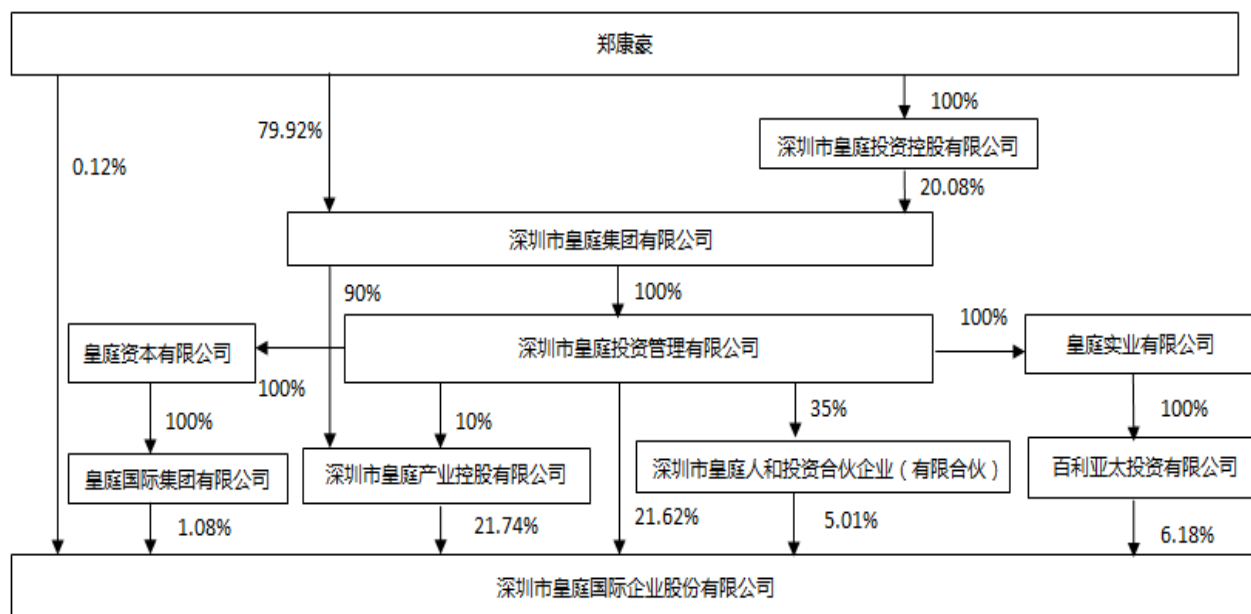 郑康豪
100%
79.92%
深圳市皇庭投资控股有限公司
0.12%
20.08%
深圳市皇庭集团有限公司
90%
100%
100%
皇庭资本有限公司
深圳市皇庭投资管理有限公司
皇庭实业有限公司
100%
100%
10%
35%
100%
皇庭国际集团有限公司
深圳市皇庭产业控股有限公司
深圳市皇庭人和投资合伙企业（有限合伙）
百利亚太投资有限公司
1.08%
21.74%
21.62%
5.01%
6.18%
深圳市皇庭国际企业股份有限公司